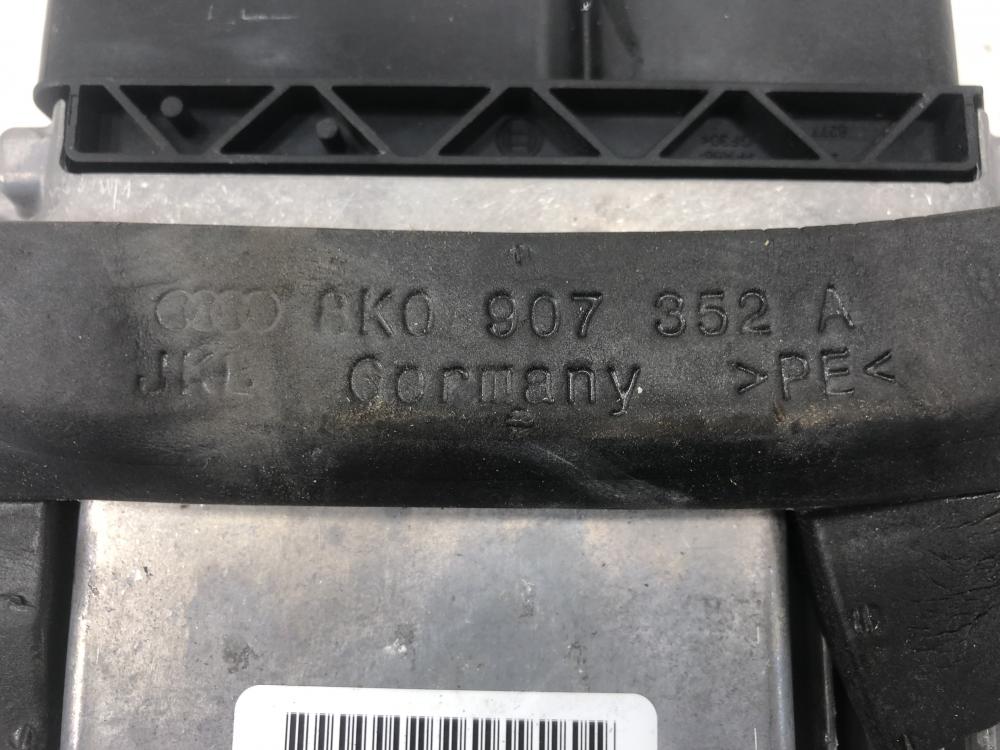 8K0 907 352 A
JKL Germany >PE<